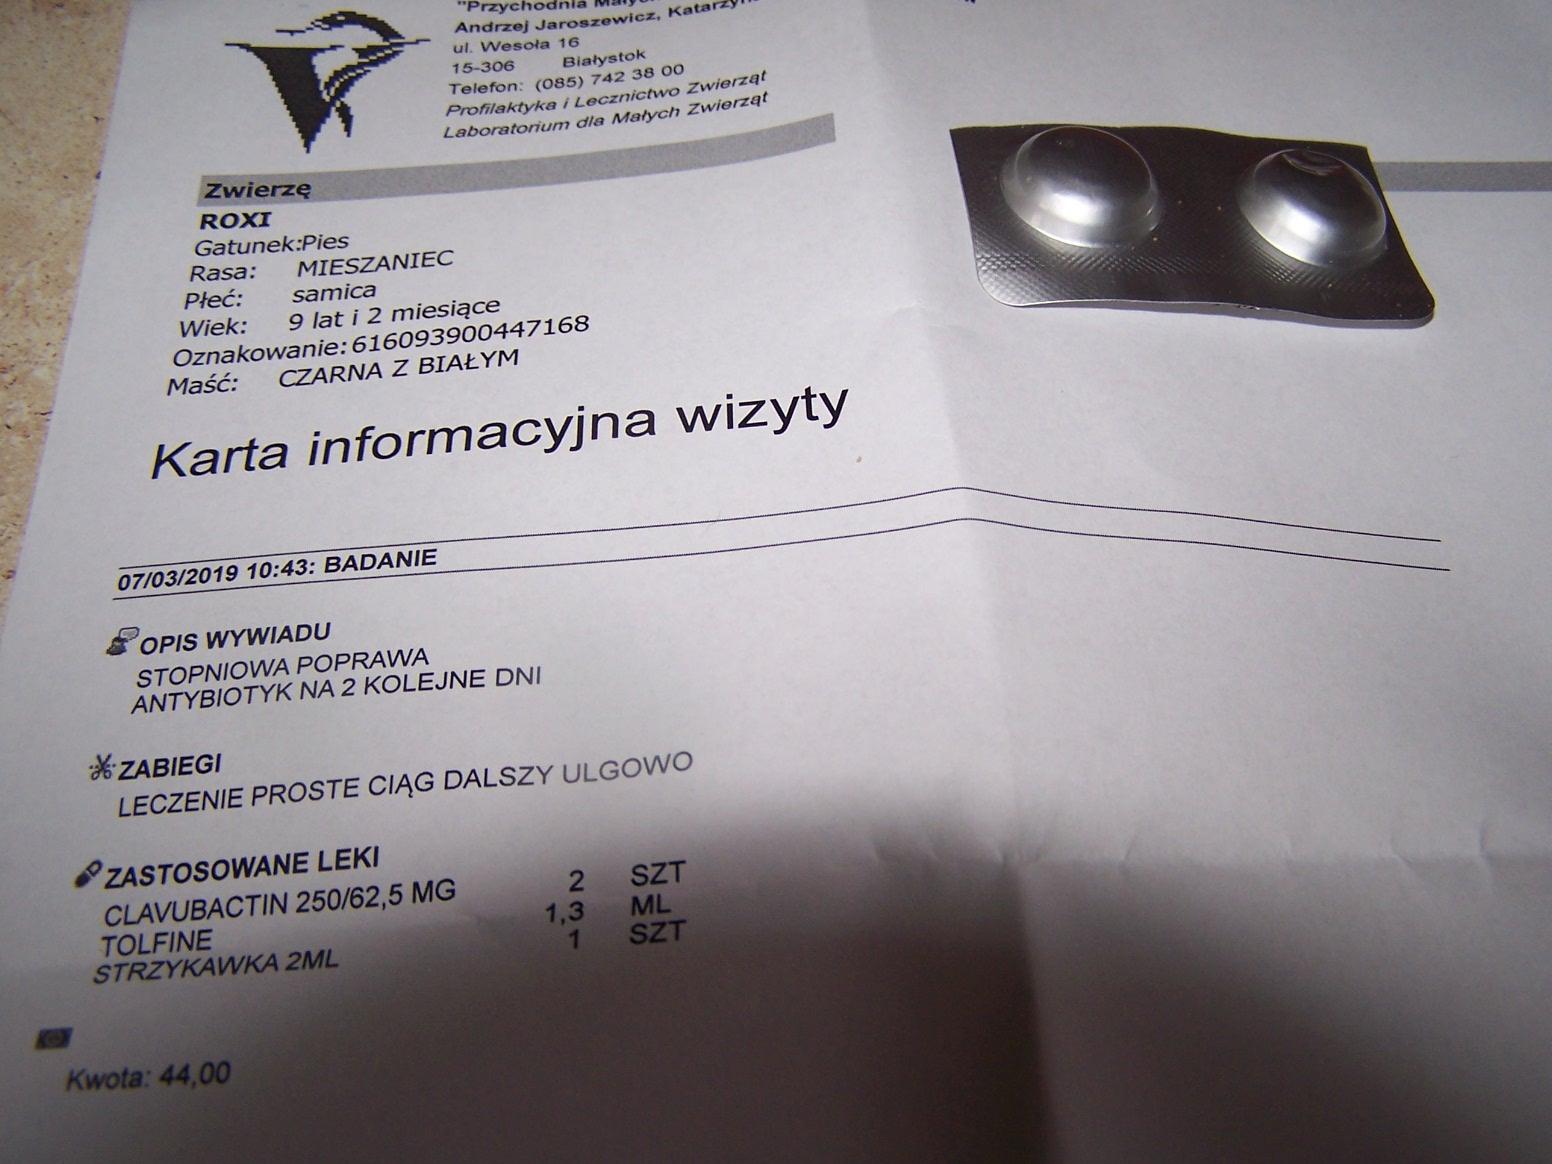 "Przychodnia
Andrzej Jaroszewicz,
ul. Wesoła 16
15-306 Białystok
Telefon: (085) 742 38 00
Profilaktyka i Lecznictwo Zwierząt
Laboratorium dla Małych Zwierząt
Zwierzę
ROXI
Gatunek:Pies
Rasa: MIESZANIEC
Płeć: samica
Wiek: 9 lat i 2 miesiące
Oznakowanie:616093900447168
Maść: CZARNA Z BIAŁYM
Karta informacyjna wizyty
07/03/2019 10:43: BADANIE
OPIS WYWIADU
STOPNIOWA POPRAWA
ANTYBIOTYK NA 2 KOLEJNE DNI
ZABIEGI
LECZENIE PROSTE CIĄG DALSZY ULGOWO
ZASTOSOWANE LEKI
CLAVUBACTIN 250/62,5 MG 2 SZT
TOLFINE 1,3 ML
STRZYKAWKA 2ML 1 SZT
Kwota: 44,00